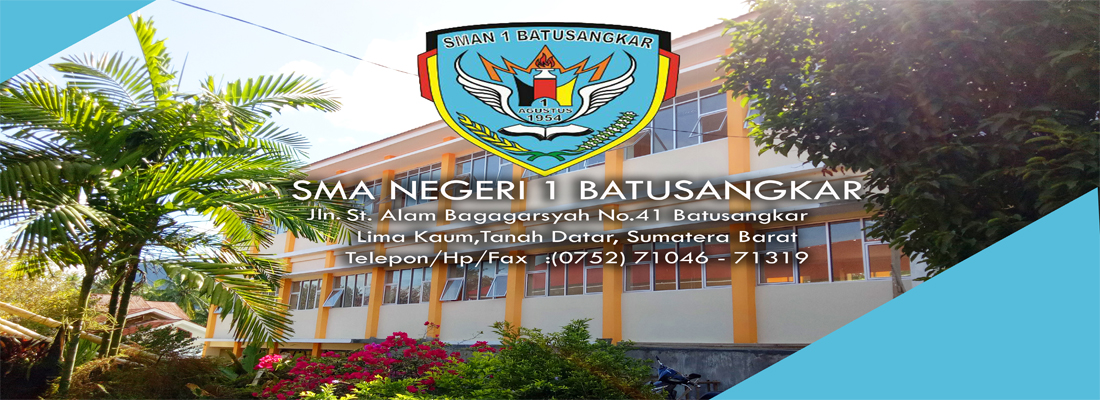 SMAN 1 BATUSANGKAR
1
AGUSTUS
1954
SMA NEGERI 1 BATUSANGKAR
Jln. St. Alam Bagagarsyah No.41 Batusangkar
Lima Kaum,Tanah Datar, Sumatera Barat
Telepon/Hp/Fax :(0752) 71046 - 71319